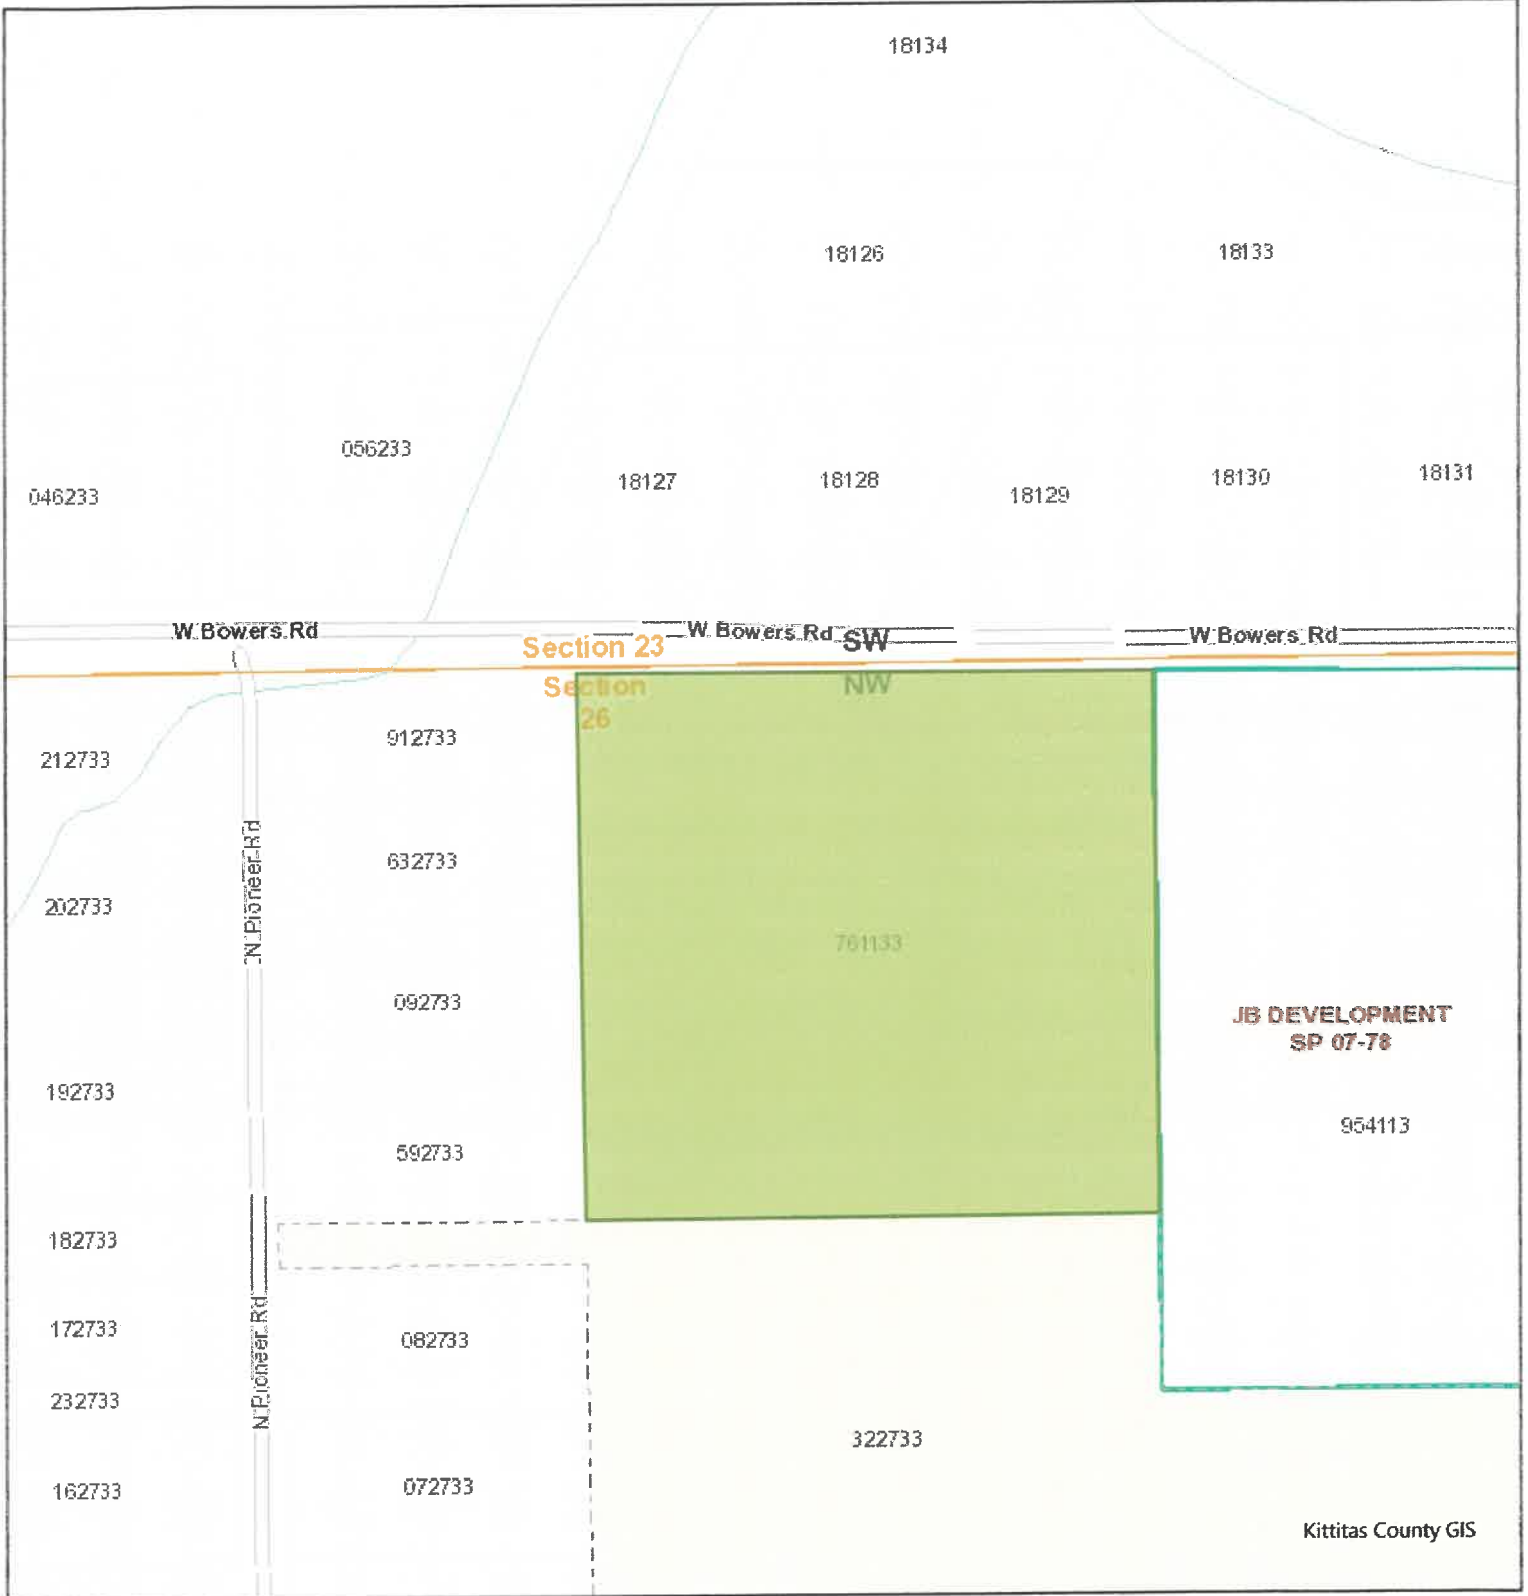 18134
18126
18133
056233
046233
18127
18128
18129
18130
18131
W Bowers Rd
W Bowers Rd
W Bowers Rd
Section 23
SW
Section
26
NW
912733
212733
632733
N Pioneer Rd
202733
761133
092733
JB DEVELOPMENT
SP 07-78
192733
954113
592733
182733
172733
082733
N Pioneer Rd
232733
322733
072733
162733
Kittitas County GIS